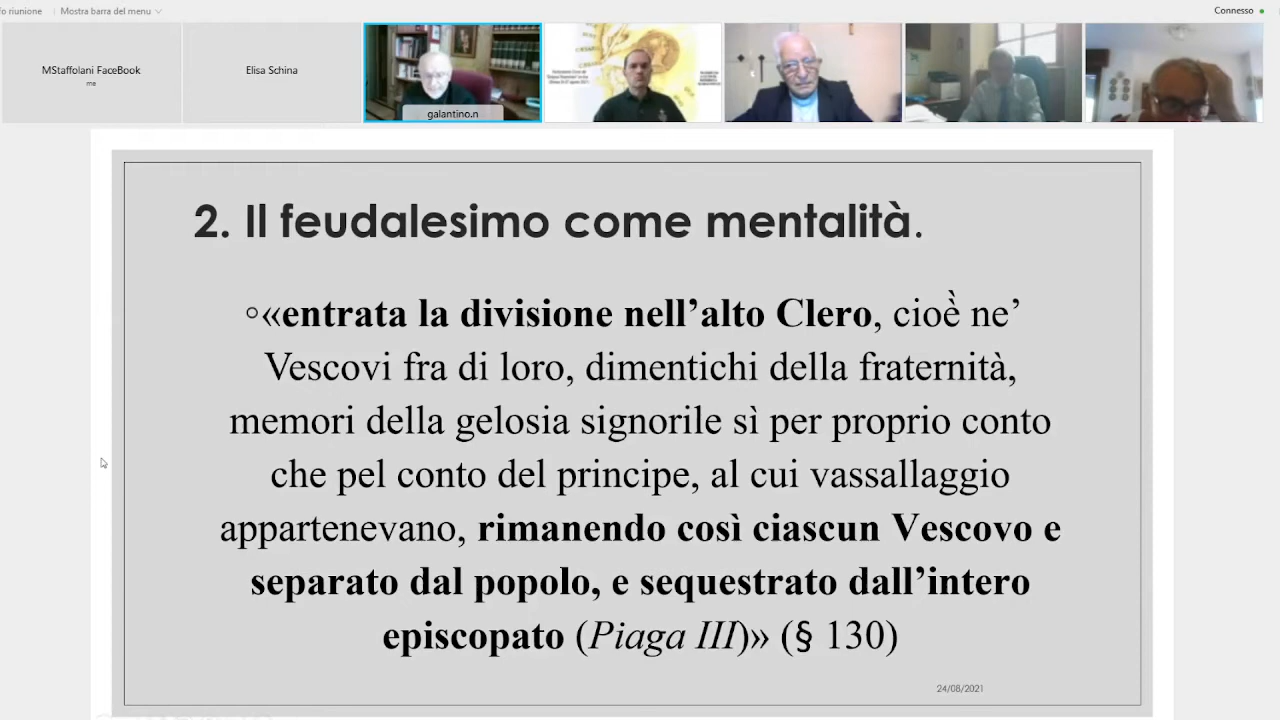 fo riunione
Mostra barra del menu
Connesso
MStaffolani FaceBook
me
Elisa Sch
galantino.n
2. Il feudalesimo come mentalità.
«entrata la divisione nell’alto Clero, cioè̀ ne’
Vescovi fra di loro, dimentichi della fraternità,
memori della gelosia signorile sì per proprio conto
che pel conto del principe, al cui vassallaggio
appartenevano, rimanendo così ciascun Vescovo e
separato dal popolo, e sequestrato dall’intero
episcopato (Piaga III)» (§ 130)
24/08/2021